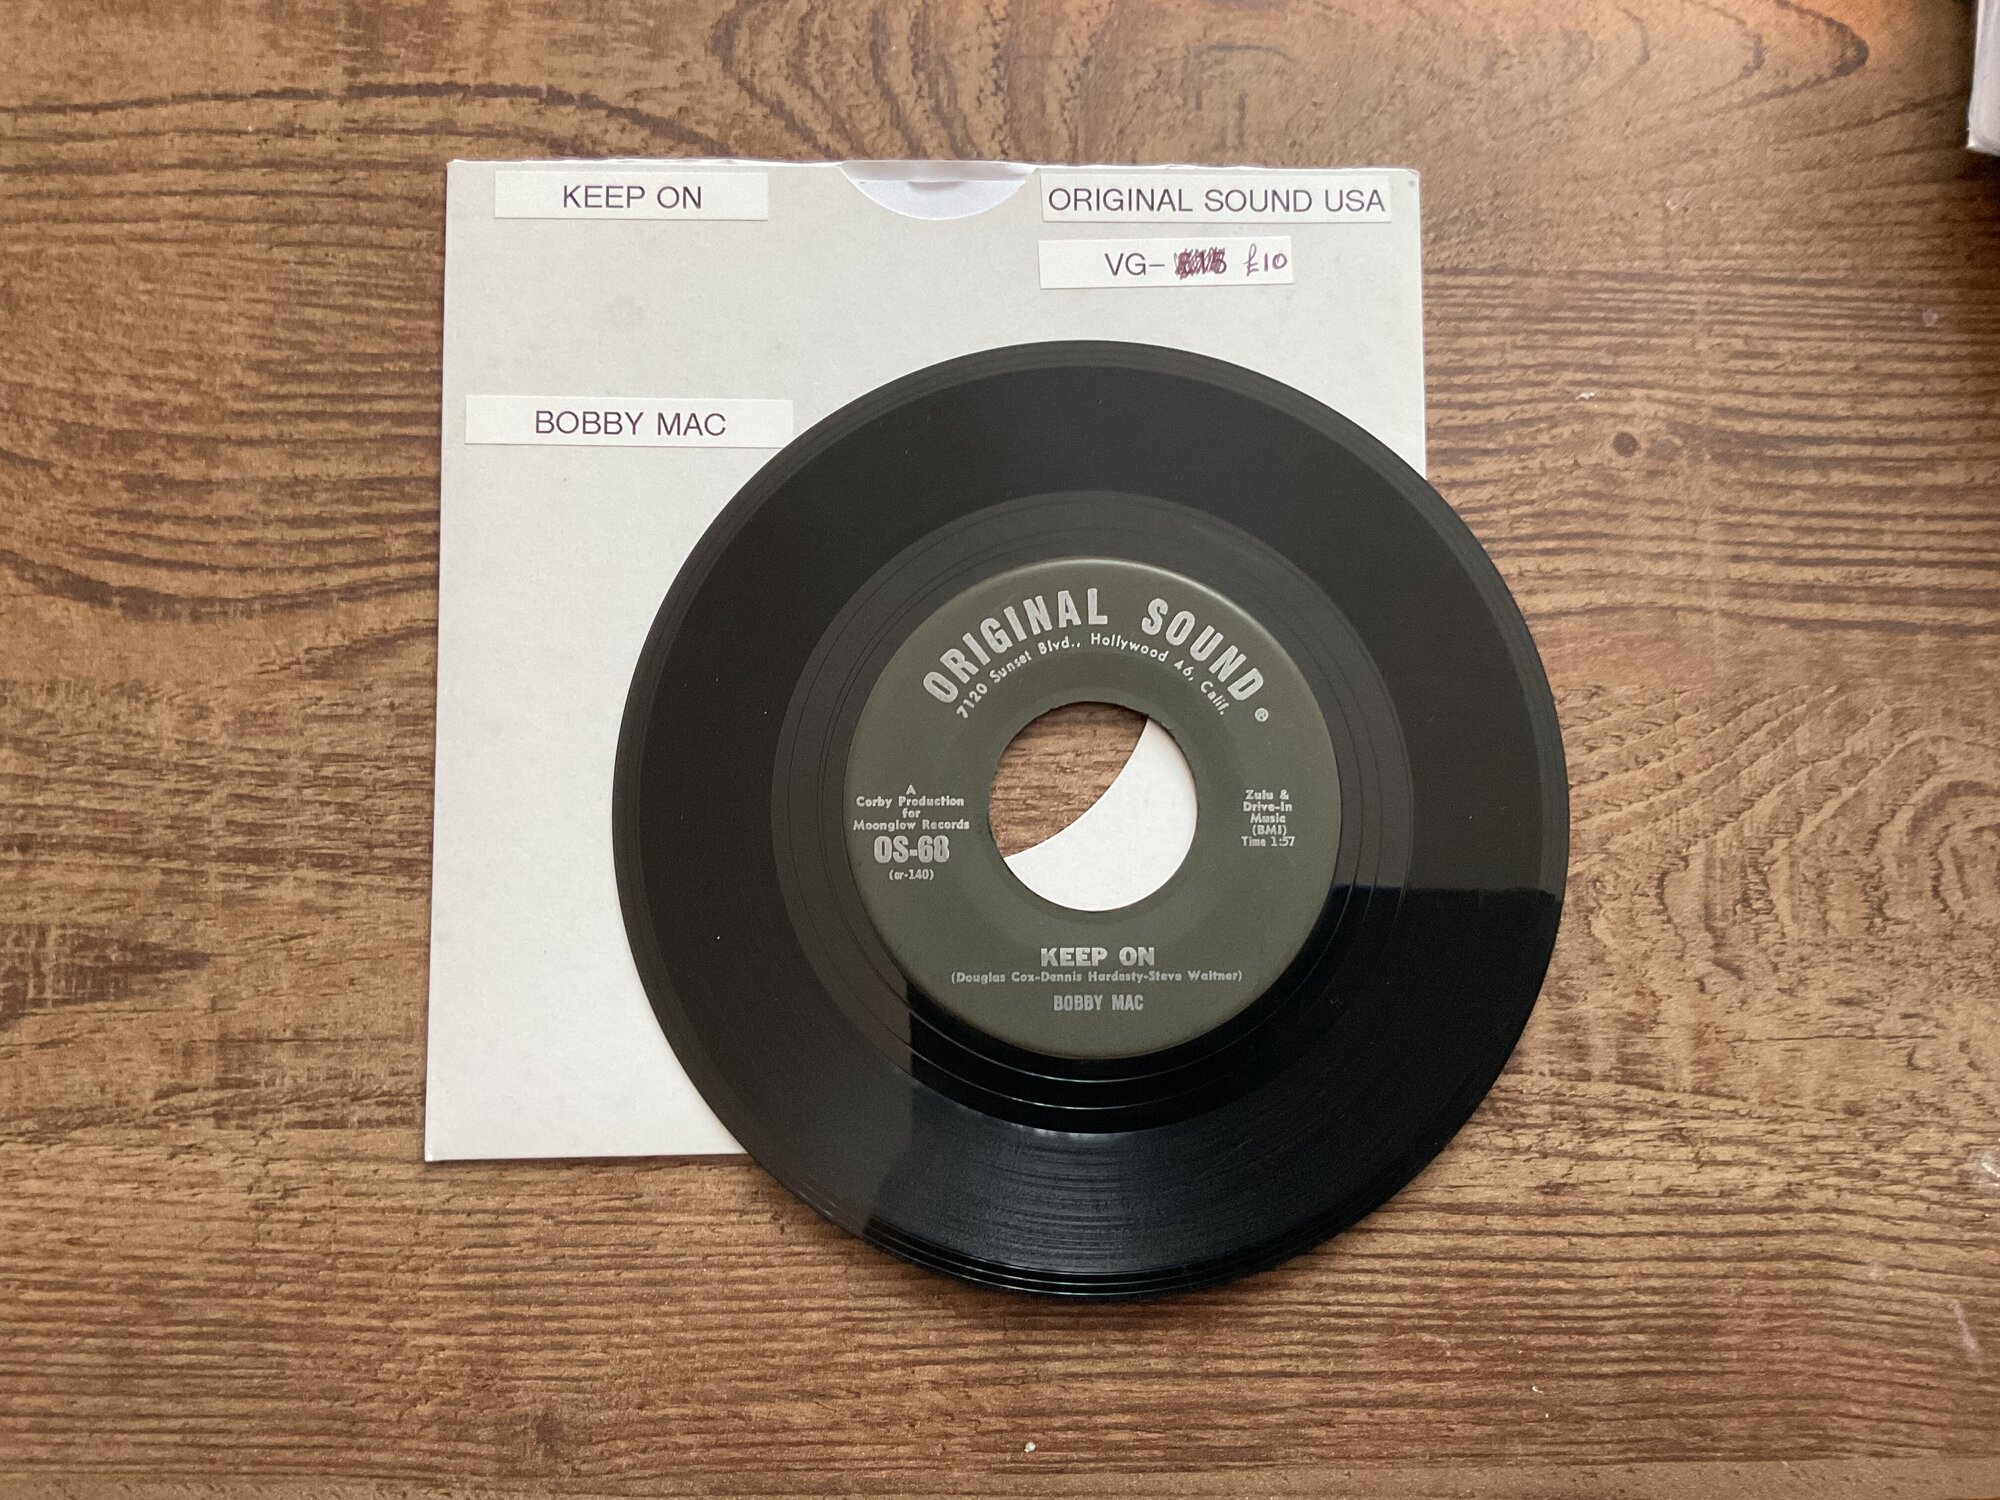 KEEP ON
ORIGINAL SOUND USA
VG- £10
BOBBY MAC
ORIGINAL SOUND ®
7120 Sunset Blvd., Hollywood 46, Calif.
A
Corby Production
for
Moonglow Records
OS-68
(or-140)
Zulu &
Drive-In
Music
(BMI)
Time 1:57
KEEP ON
(Douglas Cox-Dennis Hardesty-Steve Waltner)
BOBBY MAC